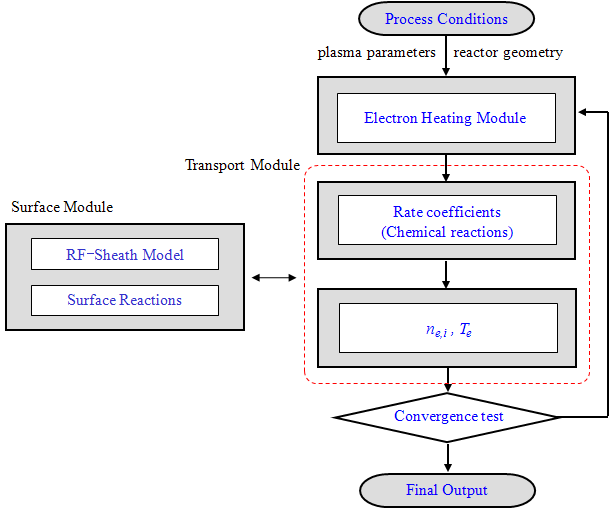 Process Conditions
plasma parameters reactor geometry
Electron Heating Module
Transport Module
Surface Module
Rate coefficients
(Chemical reactions)
RF-Sheath Model
Surface Reactions
n_{e,i} , T_e
Convergence test
Final Output